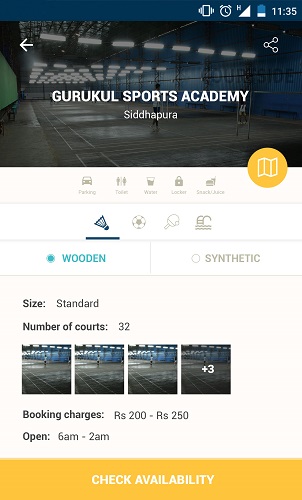 H 11:35
GURUKUL SPORTS ACADEMY
Siddhapura
Parking Toilet Water Locker Snack/Juice
WOODEN SYNTHETIC
Size: Standard
Number of courts: 32
+3
Booking charges: Rs 200 - Rs 250
Open: 6am - 2am
CHECK AVAILABILITY